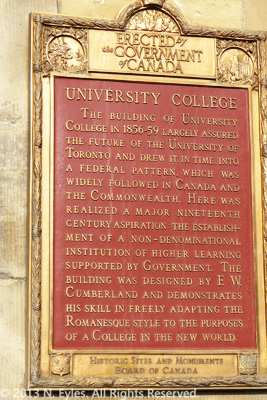 ERECTED by
the GOVERNMENT
of CANADA
UNIVERSITY COLLEGE
THE BUILDING OF UNIVERSITY
COLLEGE IN 1856-59 LARGELY ASSURED
THE FUTURE OF THE UNIVERSITY OF
TORONTO AND DREW IT IN TIME INTO
A FEDERAL PATTERN, WHICH WAS
WIDELY FOLLOWED IN CANADA AND
THE COMMONWEALTH. HERE WAS
REALIZED A MAJOR NINETEENTH
CENTURY ASPIRATION, THE ESTABLISH-
MENT OF A NON-DENOMINATIONAL
INSTITUTION OF HIGHER LEARNING
SUPPORTED BY GOVERNMENT. THE
BUILDING WAS DESIGNED BY F. W.
CUMBERLAND AND DEMONSTRATES
HIS SKILL IN FREELY ADAPTING THE
ROMANESQUE STYLE TO THE PURPOSES
OF A COLLEGE IN THE NEW WORLD.
HISTORIC SITES AND MONUMENTS
BOARD OF CANADA
©2013 N. Eyles. All Rights Reserved.